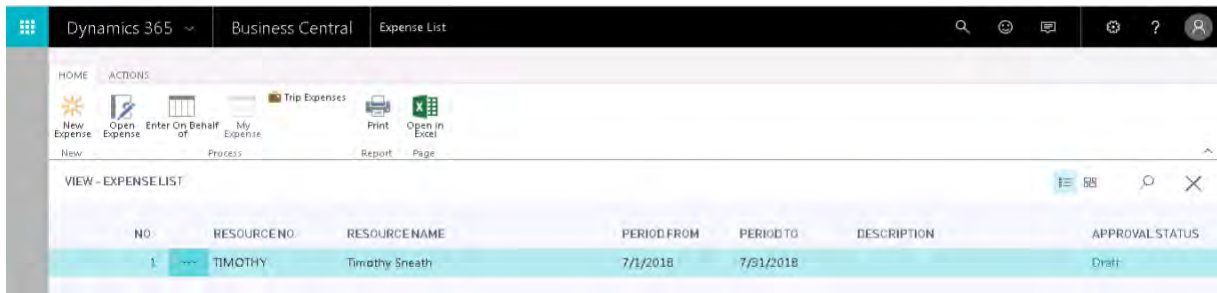 Dynamics 365 Business Central Expense List ?
HOME ACTIONS
New Expense Open Expense Enter On Behalf of My Expense Trip Expenses Print Open in Excel
New Process Report Page
VIEW - EXPENSE LIST
NO. RESOURCE NO. RESOURCE NAME PERIOD FROM PERIOD TO DESCRIPTION APPROVAL STATUS
1 ... TIMOTHY Timothy Sneath 7/1/2018 7/31/2018 Draft